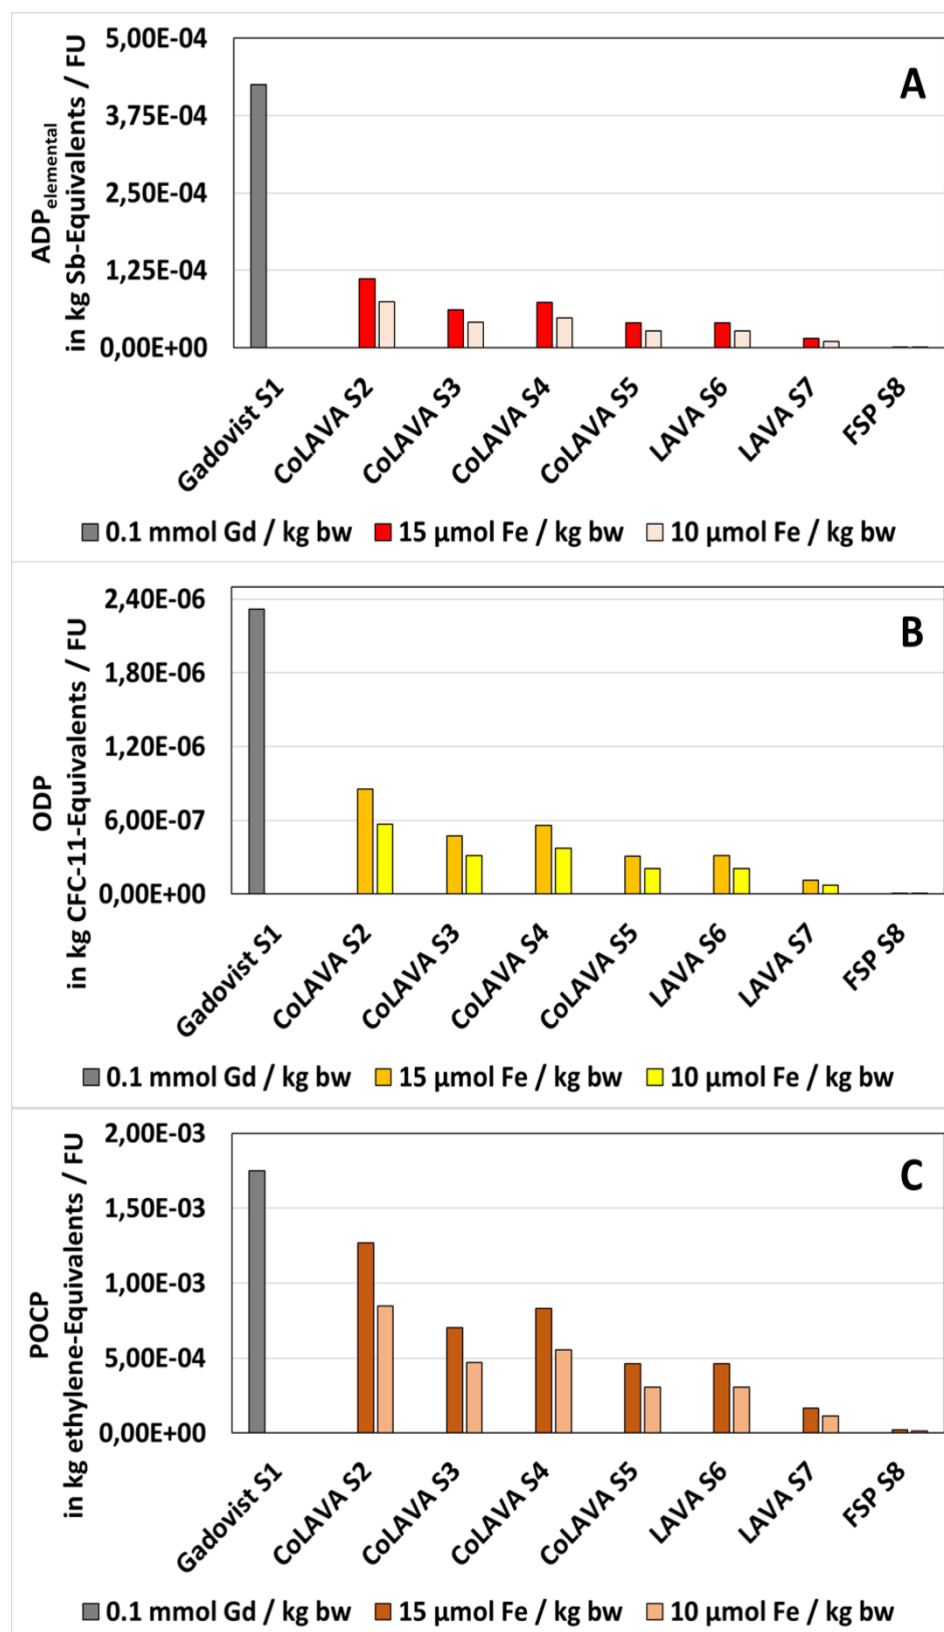 A
ADP elemental
in kg Sb-Equivalents / FU
5,00E-04
3,75E-04
2,50E-04
1,25E-04
0,00E+00
Gadovist S1
CoLAVA S2
CoLAVA S3
CoLAVA S4
CoLAVA S5
LAVA S6
LAVA S7
FSP S8
0.1 mmol Gd / kg bw 15 µmol Fe / kg bw 10 µmol Fe / kg bw
B
ODP
in kg CFC-11-Equivalents / FU
2,40E-06
1,80E-06
1,20E-06
6,00E-07
0,00E+00
Gadovist S1
CoLAVA S2
CoLAVA S3
CoLAVA S4
CoLAVA S5
LAVA S6
LAVA S7
FSP S8
0.1 mmol Gd / kg bw 15 µmol Fe / kg bw 10 µmol Fe / kg bw
C
POCP
in kg ethylene-Equivalents / FU
2,00E-03
1,50E-03
1,00E-03
5,00E-04
0,00E+00
Gadovist S1
CoLAVA S2
CoLAVA S3
CoLAVA S4
CoLAVA S5
LAVA S6
LAVA S7
FSP S8
0.1 mmol Gd / kg bw 15 µmol Fe / kg bw 10 µmol Fe / kg bw